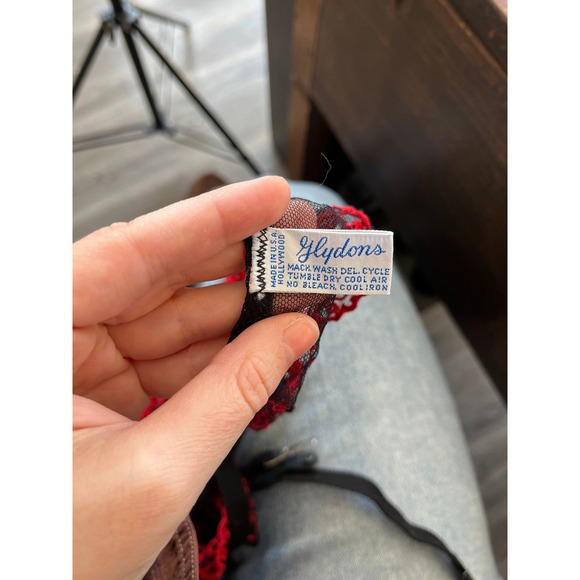 MADE IN U.S.A.
HOLLYWOOD
Glydons
MACH. WASH DEL. CYCLE
TUMBLE DRY COOL AIR
NO BLEACH, COOL IRON